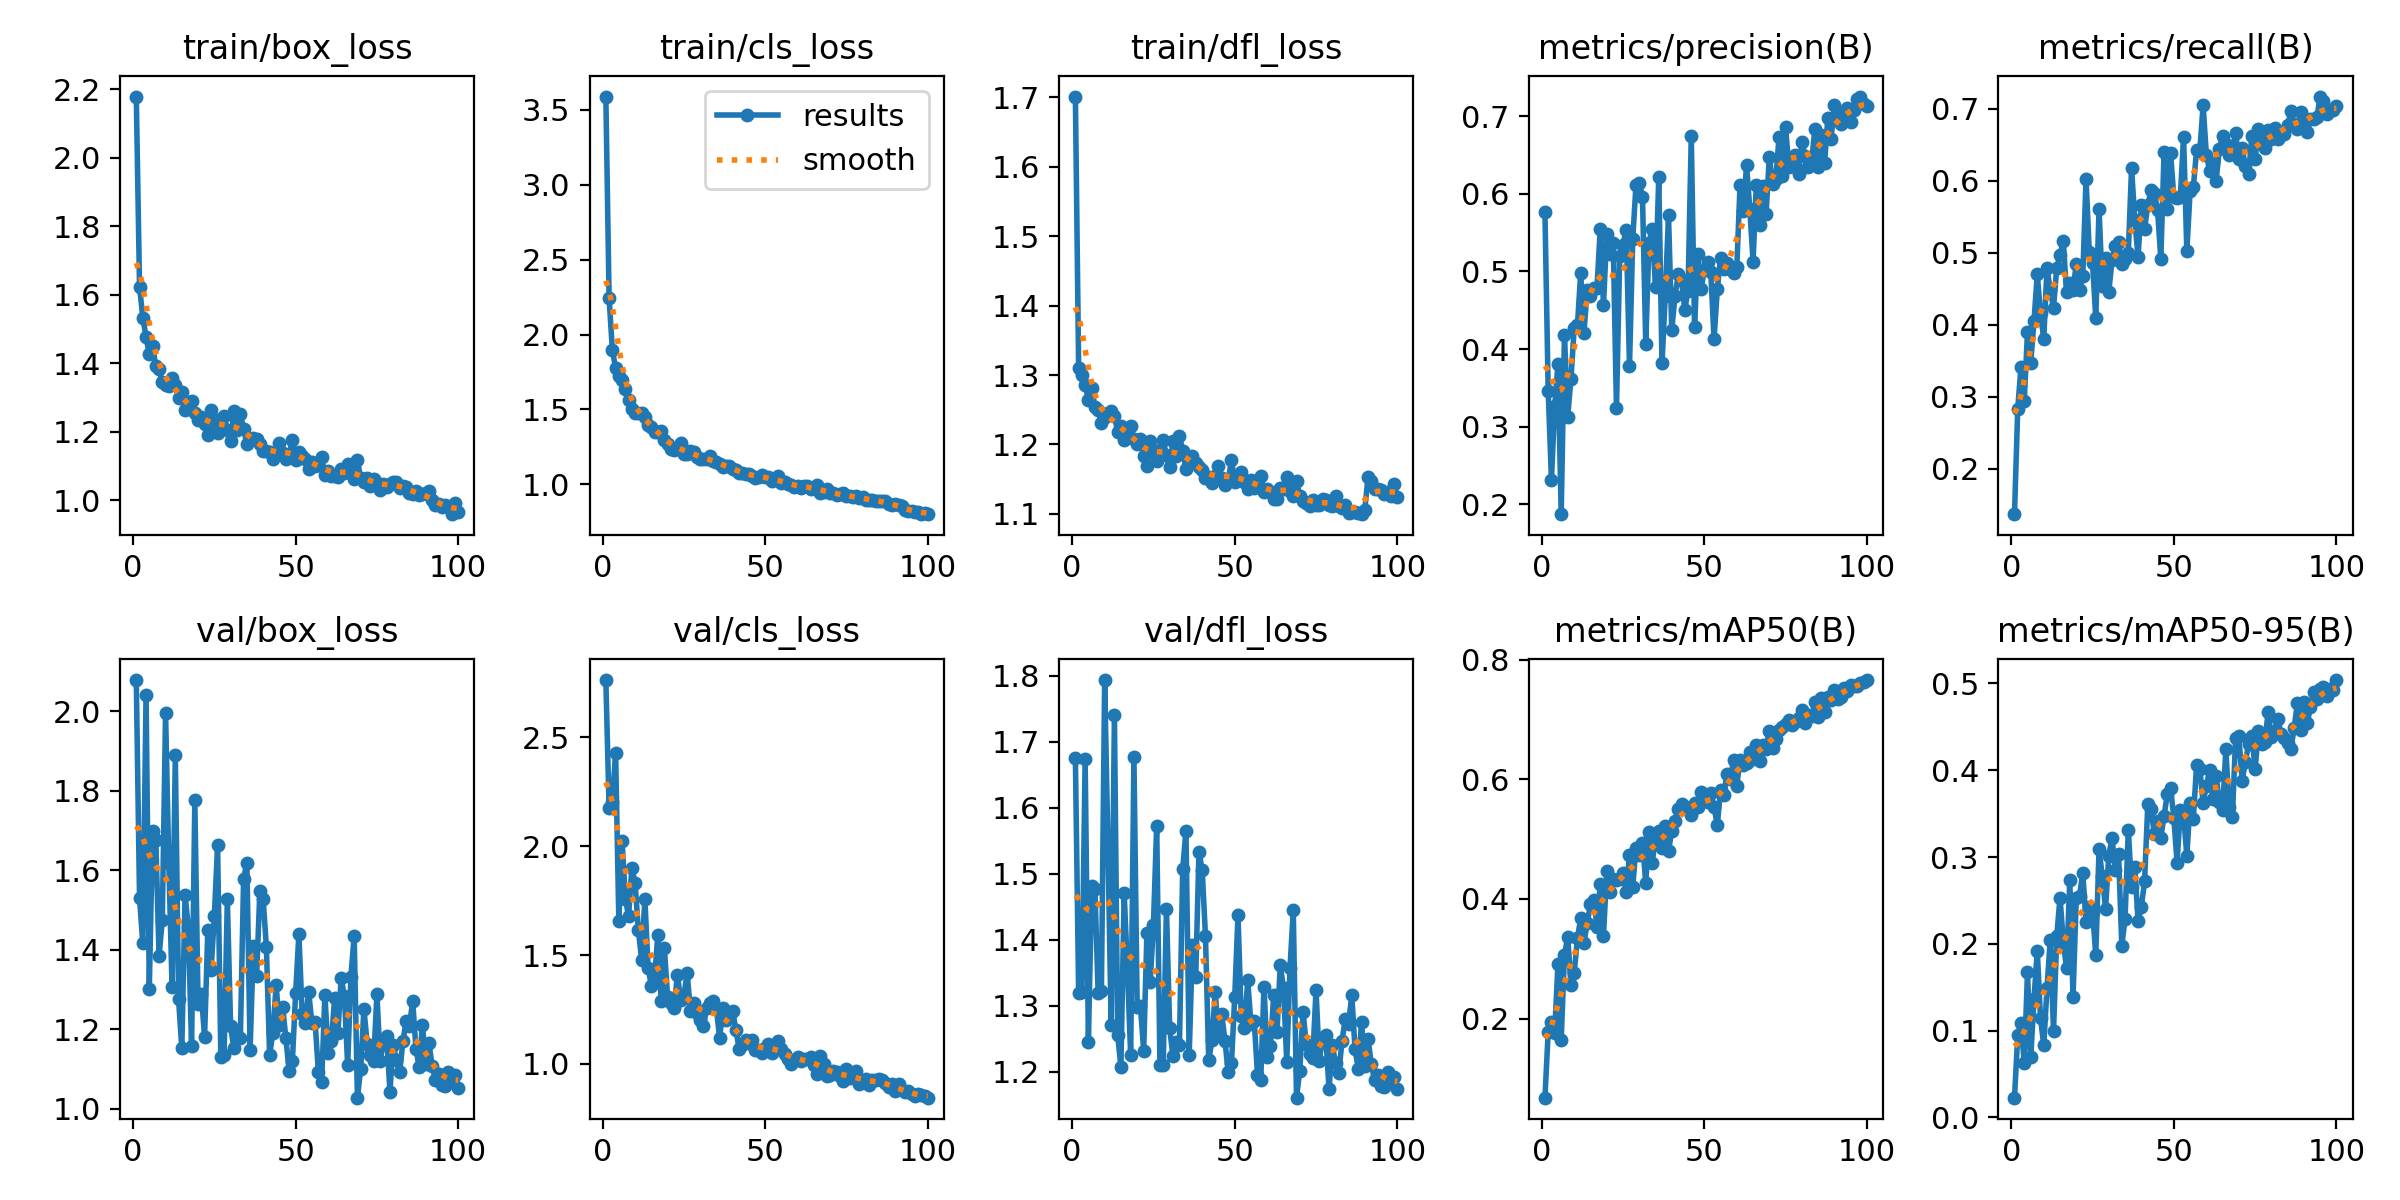 train/box_loss
2.2
2.0
1.8
1.6
1.4
1.2
1.0
0 50 100
train/cls_loss
results
smooth
3.5
3.0
2.5
2.0
1.5
1.0
0 50 100
train/dfl_loss
1.7
1.6
1.5
1.4
1.3
1.2
1.1
0 50 100
metrics/precision(B)
0.7
0.6
0.5
0.4
0.3
0.2
0 50 100
metrics/recall(B)
0.7
0.6
0.5
0.4
0.3
0.2
0 50 100
val/box_loss
2.0
1.8
1.6
1.4
1.2
1.0
0 50 100
val/cls_loss
2.5
2.0
1.5
1.0
0 50 100
val/dfl_loss
1.8
1.7
1.6
1.5
1.4
1.3
1.2
0 50 100
metrics/mAP50(B)
0.8
0.6
0.4
0.2
0 50 100
metrics/mAP50-95(B)
0.5
0.4
0.3
0.2
0.1
0.0
0 50 100